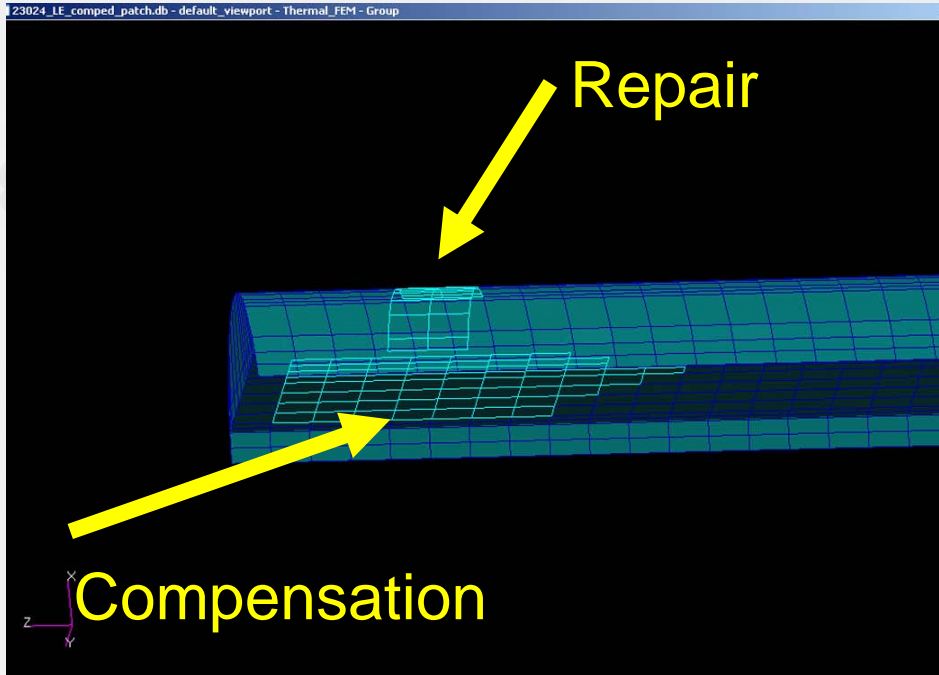 23024_LE_comped_patch.db - default_viewport - Thermal_FEM - Group
Repair
Compensation
X
Z
Y